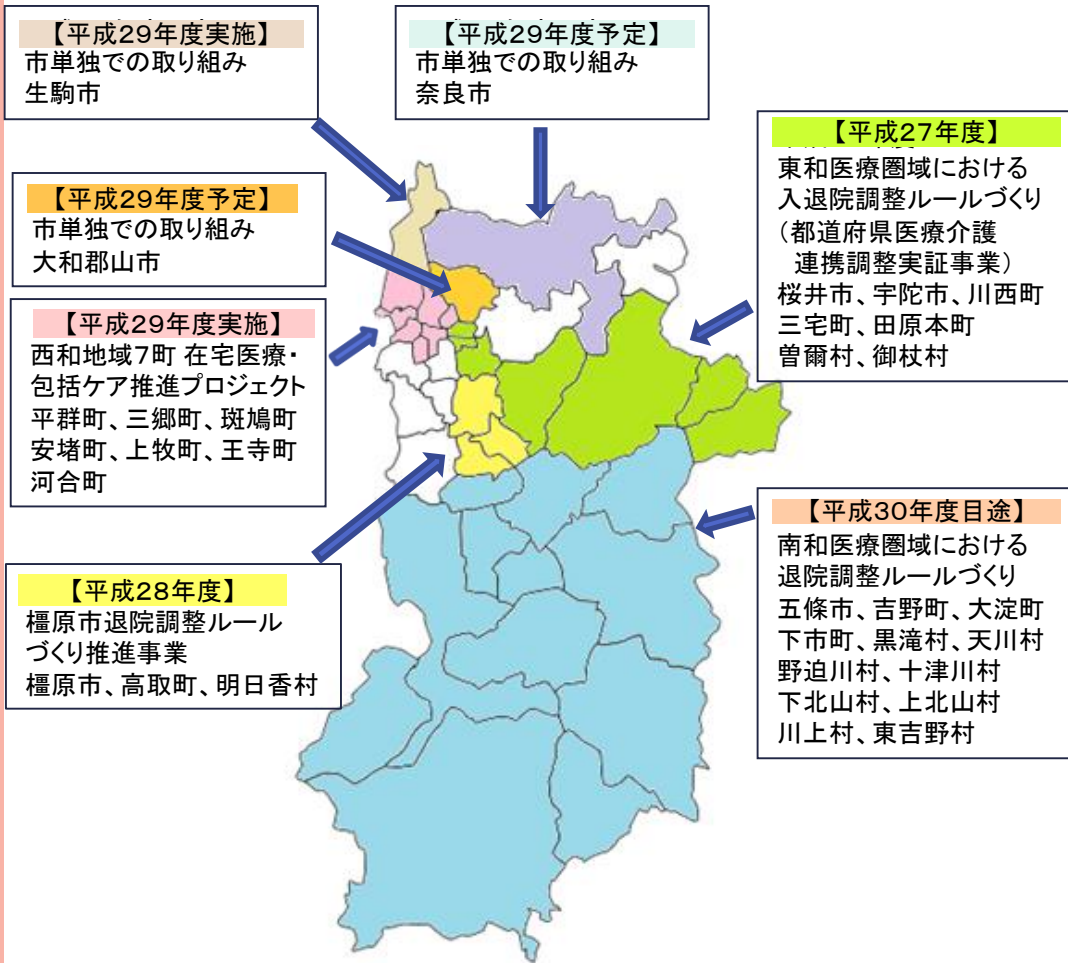 【平成29年度実施】
市単独での取り組み
生駒市
【平成29年度予定】
市単独での取り組み
奈良市
【平成27年度】
東和医療圏域における
入退院調整ルールづくり
(都道府県医療介護
連携調整実証事業)
桜井市、宇陀市、川西町
三宅町、田原本町
曽爾村、御杖村
【平成29年度予定】
市単独での取り組み
大和郡山市
【平成29年度実施】
西和地域7町 在宅医療・
包括ケア推進プロジェクト
平群町、三郷町、斑鳩町
安堵町、上牧町、王寺町
河合町
【平成28年度】
橿原市退院調整ルール
づくり推進事業
橿原市、高取町、明日香村
【平成30年度目途】
南和医療圏域における
退院調整ルールづくり
五條市、吉野町、大淀町
下市町、黒滝村、天川村
野迫川村、十津川村
下北山村、上北山村
川上村、東吉野村